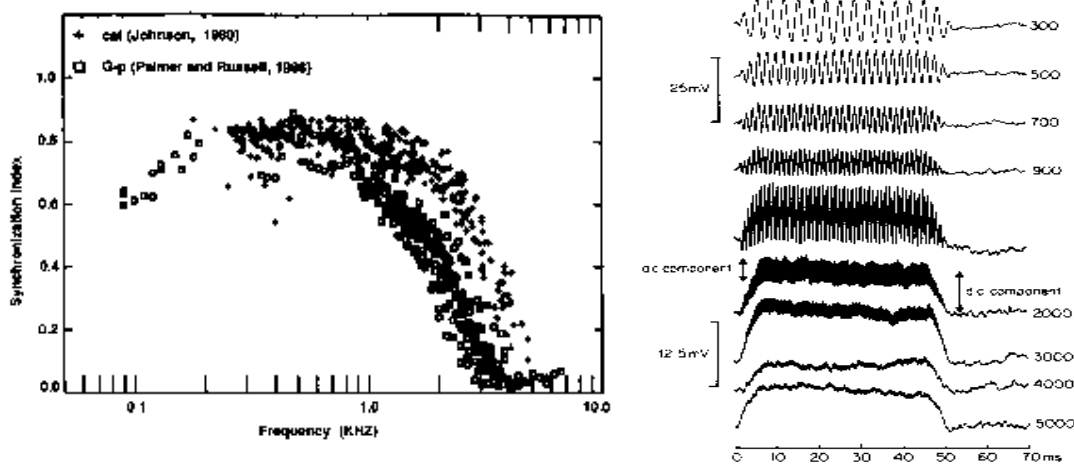 + cat (Johnson, 1980)
G-p (Palmer and Russell, 1986)
Synchronization Index
1.0
0.8
0.6
0.4
0.2
0.0
0.1
1.0
10.0
Frequency (KHZ)
300
500
25mV
700
900
a c component
d c component
2000
12.5mV
3000
4000
5000
0 10 20 30 40 50 60 70 ms